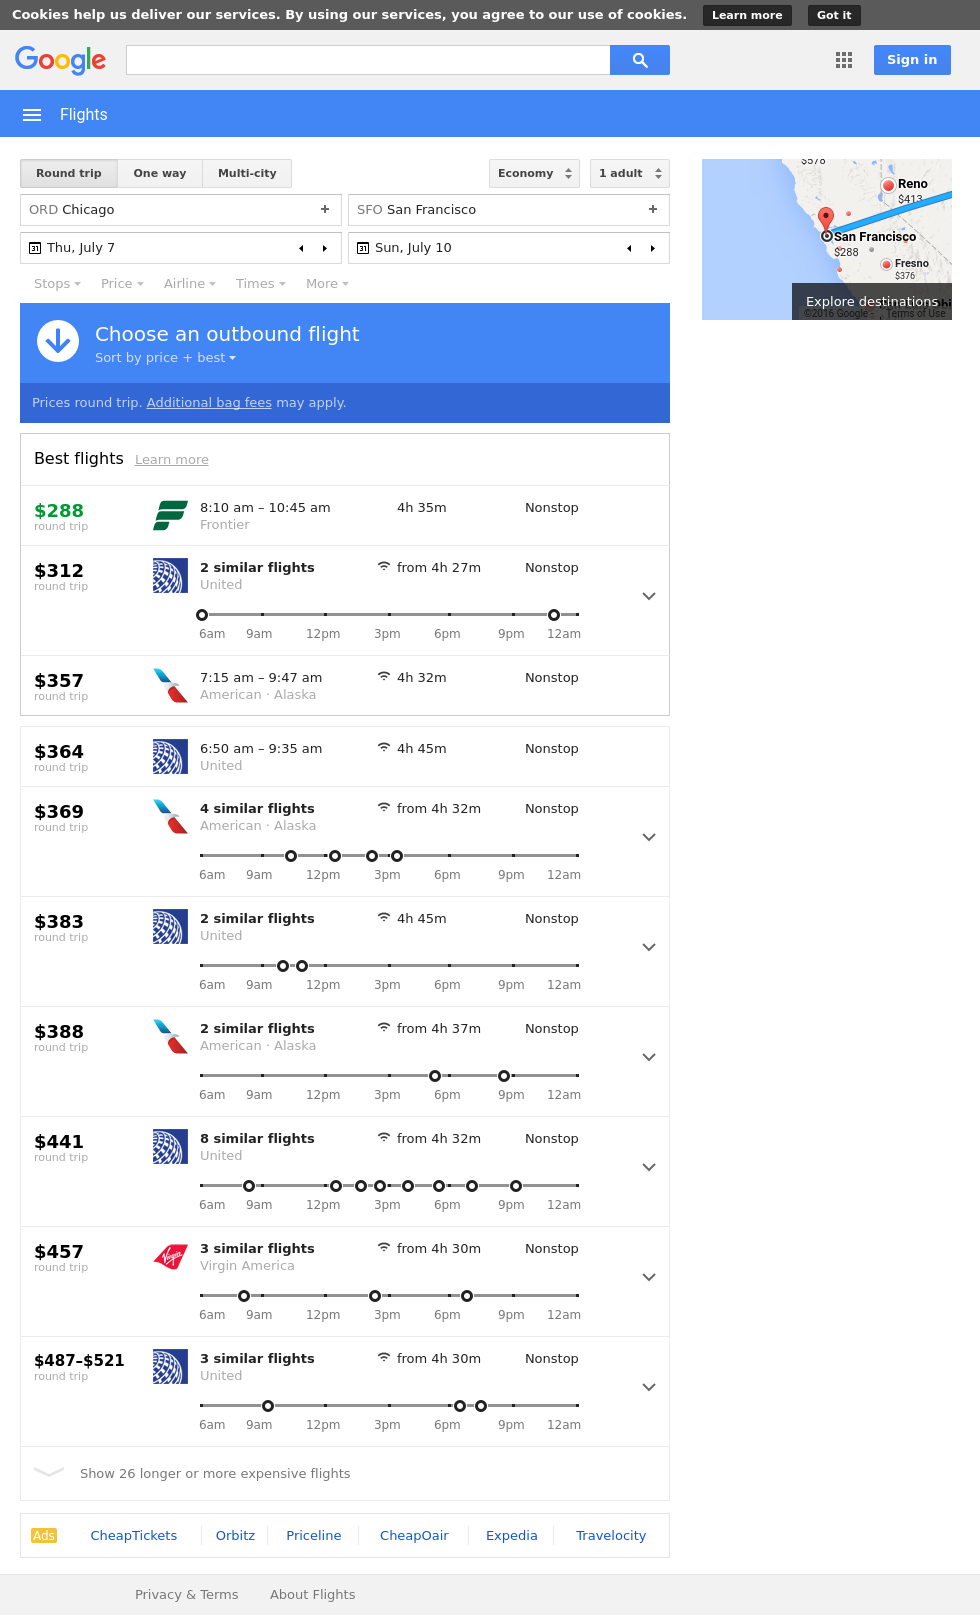 Cookies help us deliver our services. By using our services, you agree to our use of cookies. Learn more Got it
Google Sign in
Flights
Round trip One way Multi-city Economy 1 adult
ORD Chicago + SFO San Francisco +
31 Thu, July 7 31 Sun, July 10
Stops Price Airline Times More
$578
Reno
$413
San Francisco
$288
Fresno
$376
Explore destinations
©2016 Google Terms of Use
Choose an outbound flight
Sort by price + best
Prices round trip. Additional bag fees may apply.
Best flights Learn more
$288 8:10 am – 10:45 am 4h 35m Nonstop
round trip Frontier
$312 2 similar flights from 4h 27m Nonstop
round trip United
6am 9am 12pm 3pm 6pm 9pm 12am
$357 7:15 am – 9:47 am 4h 32m Nonstop
round trip American · Alaska
$364 6:50 am – 9:35 am 4h 45m Nonstop
round trip United
$369 4 similar flights from 4h 32m Nonstop
round trip American · Alaska
6am 9am 12pm 3pm 6pm 9pm 12am
$383 2 similar flights 4h 45m Nonstop
round trip United
6am 9am 12pm 3pm 6pm 9pm 12am
$388 2 similar flights from 4h 37m Nonstop
round trip American · Alaska
6am 9am 12pm 3pm 6pm 9pm 12am
$441 8 similar flights from 4h 32m Nonstop
round trip United
6am 9am 12pm 3pm 6pm 9pm 12am
$457 3 similar flights from 4h 30m Nonstop
round trip Virgin America
6am 9am 12pm 3pm 6pm 9pm 12am
$487–$521 3 similar flights from 4h 30m Nonstop
round trip United
6am 9am 12pm 3pm 6pm 9pm 12am
Show 26 longer or more expensive flights
Ads CheapTickets Orbitz Priceline CheapOair Expedia Travelocity
Privacy & Terms About Flights